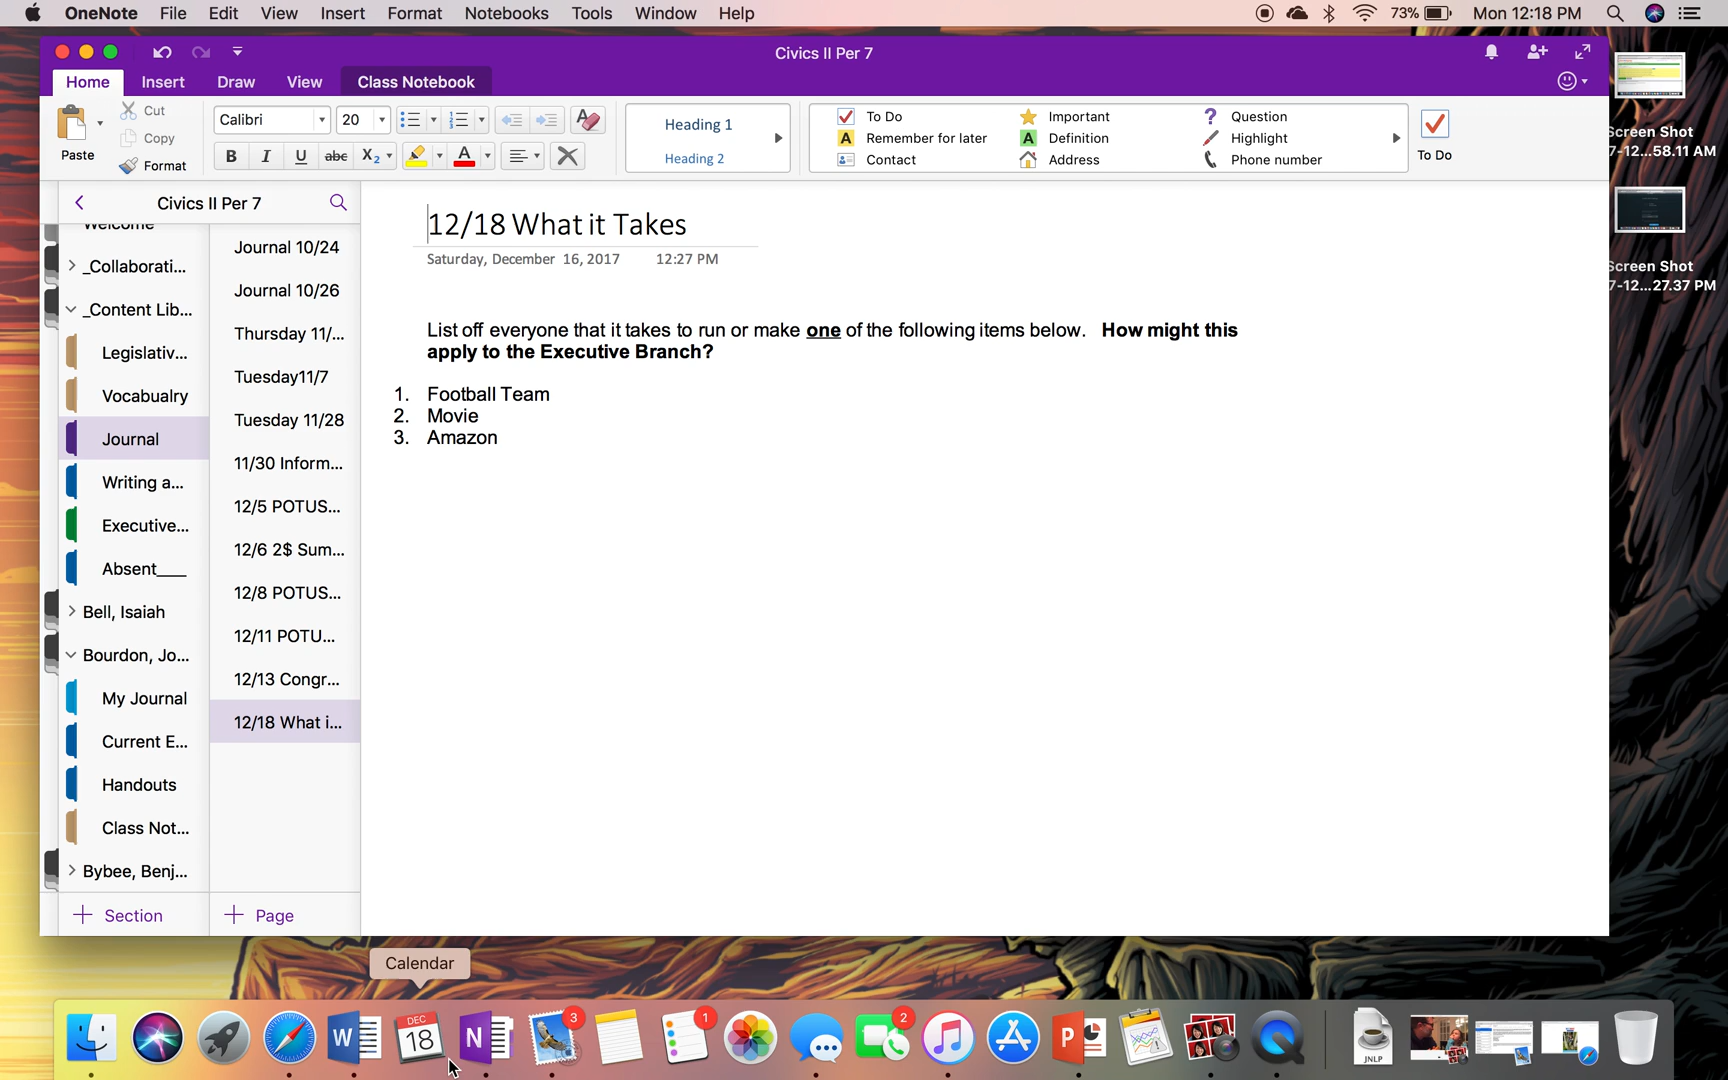 OneNote File Edit View Insert Format Notebooks Tools Window Help 73% Mon 12:18 PM
Civics II Per 7
Home Insert Draw View Class Notebook
Paste
Cut
Copy
Format
Calibri 20
B I U abc X₂ A
Heading 1
Heading 2
To Do Important Question
Remember for later Definition Highlight
Contact Address Phone number
To Do
Civics II Per 7
Welcome
_Collaborati...
_Content Lib...
Legislativ...
Vocabualry
Journal
Writing a...
Executive...
Absent____
Bell, Isaiah
Bourdon, Jo...
My Journal
Current E...
Handouts
Class Not...
Bybee, Benj...
Section
Journal 10/24
Journal 10/26
Thursday 11/...
Tuesday11/7
Tuesday 11/28
11/30 Inform...
12/5 POTUS...
12/6 2$ Sum...
12/8 POTUS...
12/11 POTU...
12/13 Congr...
12/18 What i...
Page
12/18 What it Takes
Saturday, December 16, 2017 12:27 PM
List off everyone that it takes to run or make one of the following items below. How might this
apply to the Executive Branch?
1. Football Team
2. Movie
3. Amazon
Screen Shot
7-12...58.11 AM
Screen Shot
7-12...27.37 PM
Calendar
W
DEC
18
N
3
1
2
P
JNLP